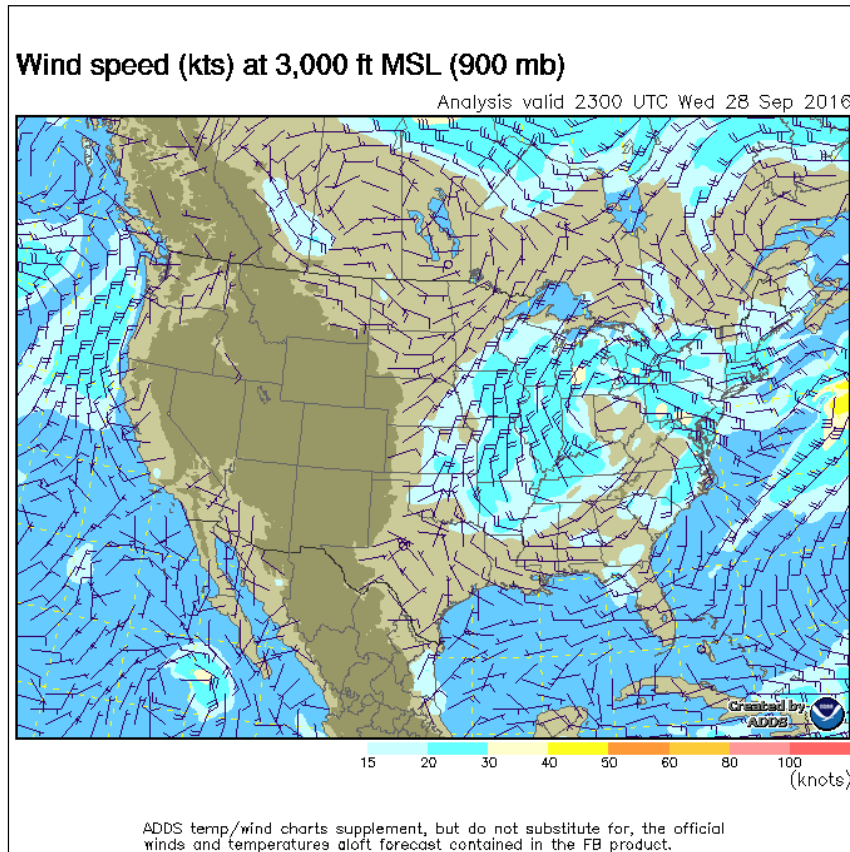 Wind speed (kts) at 3,000 ft MSL (900 mb)
Analysis valid 2300 UTC Wed 28 Sep 2016
Created by
ADDS
15 20 30 40 50 60 80 100
(knots)
ADDS temp/wind charts supplement, but do not substitute for, the official
winds and temperatures aloft forecast contained in the FB product.